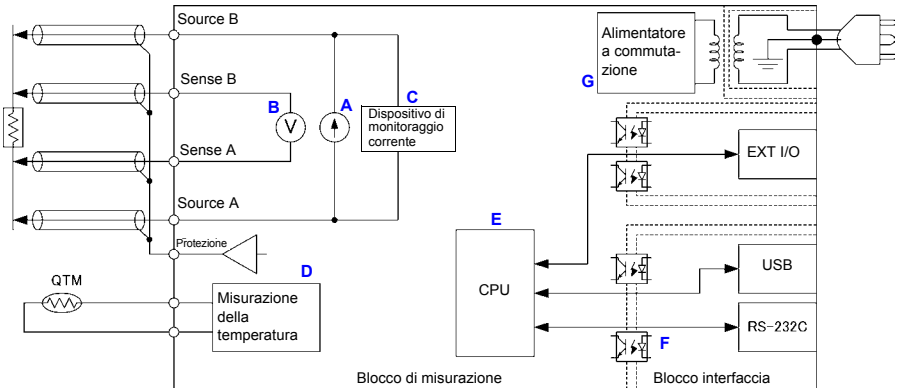 Source B
Sense B
B
V
A
C
Dispositivo di
monitoraggio
corrente
Sense A
Source A
Protezione
QTM
D
Misurazione
della
temperatura
Alimentatore
a commuta-
zione
G
EXT I/O
E
CPU
USB
RS-232C
F
Blocco di misurazione
Blocco interfaccia